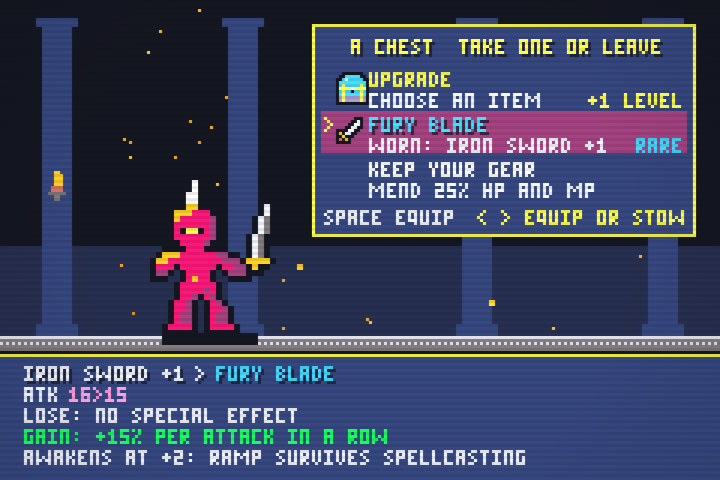 A CHEST TAKE ONE OR LEAVE
UPGRADE
CHOOSE AN ITEM +1 LEVEL
> FURY BLADE
WORN: IRON SWORD +1 RARE
KEEP YOUR GEAR
MEND 25% HP AND MP
SPACE EQUIP < > EQUIP OR STOW
IRON SWORD +1 > FURY BLADE
ATK 16>15
LOSE: NO SPECIAL EFFECT
GAIN: +15% PER ATTACK IN A ROW
AWAKENS AT +2: RAMP SURVIVES SPELLCASTING